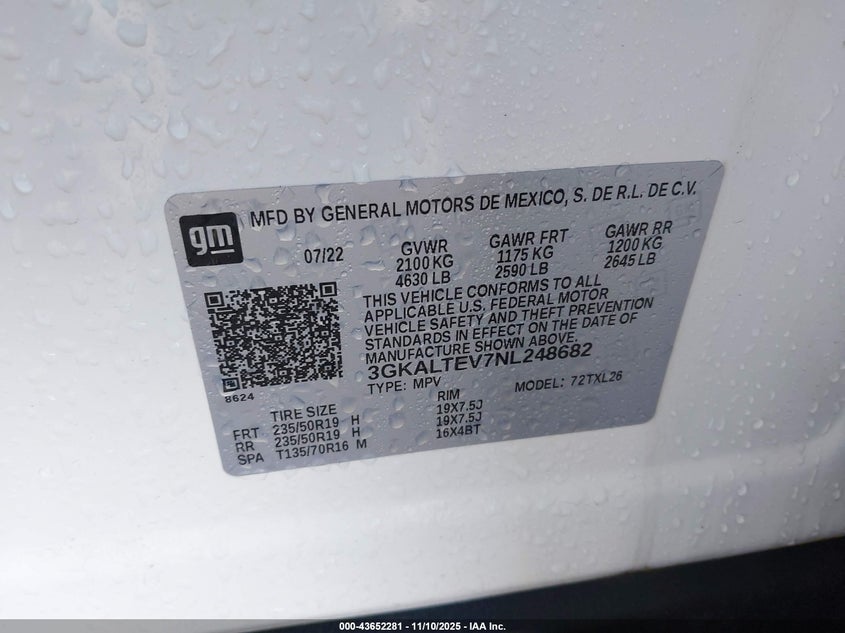 gm
MFD BY GENERAL MOTORS DE MEXICO, S. DE R.L. DE C.V.
07/22 GVWR GAWR FRT GAWR RR
2100 KG 1175 KG 1200 KG
4630 LB 2590 LB 2645 LB
THIS VEHICLE CONFORMS TO ALL
APPLICABLE U.S. FEDERAL MOTOR
VEHICLE SAFETY AND THEFT PREVENTION
STANDARDS IN EFFECT ON THE DATE OF
MANUFACTURE SHOWN ABOVE.
3GKALTEV7NL248682
TYPE: MPV MODEL: 72TXL26
8624
TIRE SIZE RIM
FRT 235/50R19 H 19X7.5J
RR 235/50R19 H 19X7.5J
SPA T135/70R16 M 16X4BT
000-43652281 - 11/10/2025 - IAA Inc.